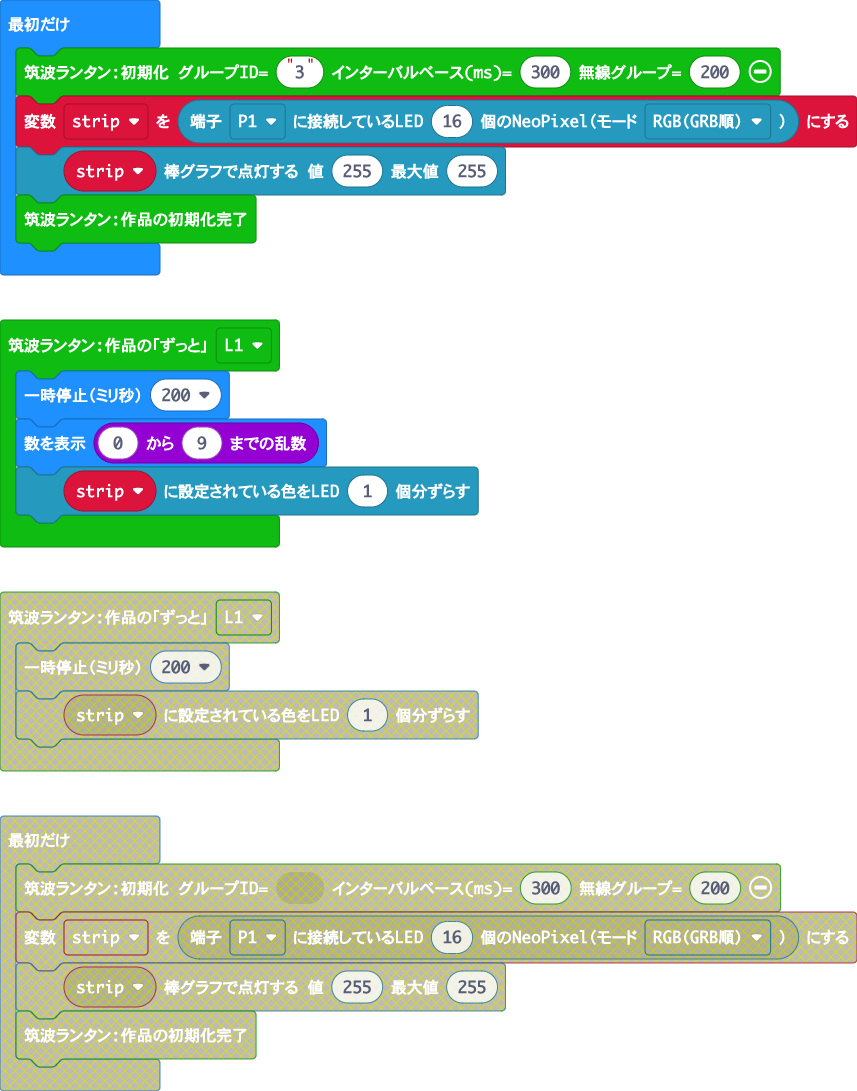 最初だけ
筑波ランタン:初期化 グループID= "3" インターバルベース(ms)= 300 無線グループ= 200
変数 strip を 端子 P1 に接続しているLED 16 個のNeoPixel(モード RGB(GRB順) ) にする
strip 棒グラフで点灯する 値 255 最大値 255
筑波ランタン:作品の初期化完了
筑波ランタン:作品の「ずっと」 L1
一時停止(ミリ秒) 200
数を表示 0 から 9 までの乱数
strip に設定されている色をLED 1 個分ずらす
筑波ランタン:作品の「ずっと」 L1
一時停止(ミリ秒) 200
strip に設定されている色をLED 1 個分ずらす
最初だけ
筑波ランタン:初期化 グループID= インターバルベース(ms)= 300 無線グループ= 200
変数 strip を 端子 P1 に接続しているLED 16 個のNeoPixel(モード RGB(GRB順) ) にする
strip 棒グラフで点灯する 値 255 最大値 255
筑波ランタン:作品の初期化完了